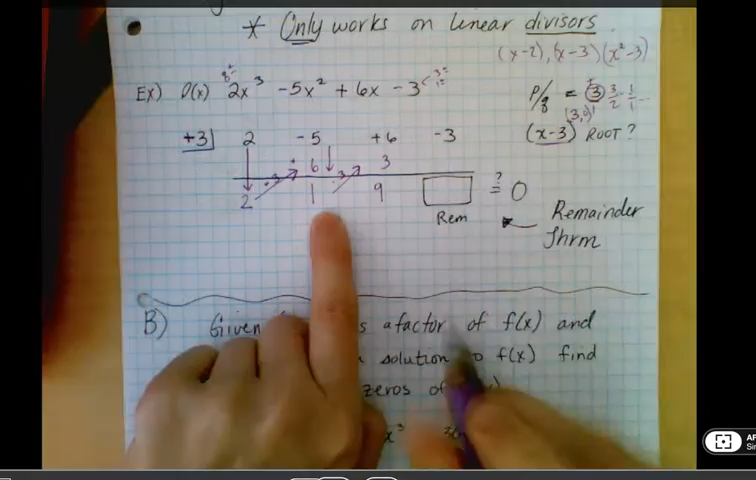 * Only works on linear divisors.
(x-2), (x-3) (x²-3)
Ex) P(x) 2x³ -5x² + 6x - 3
P/q = 3 3/2 1/1 ...
(3,0)
+3 2 -5 +6 -3
(x-3) ROOT?
6 3
2 1 9 ?= 0
Rem
Remainder
Thrm
B) Given a factor of f(x) and
solution to f(x) find
zeros of
x³